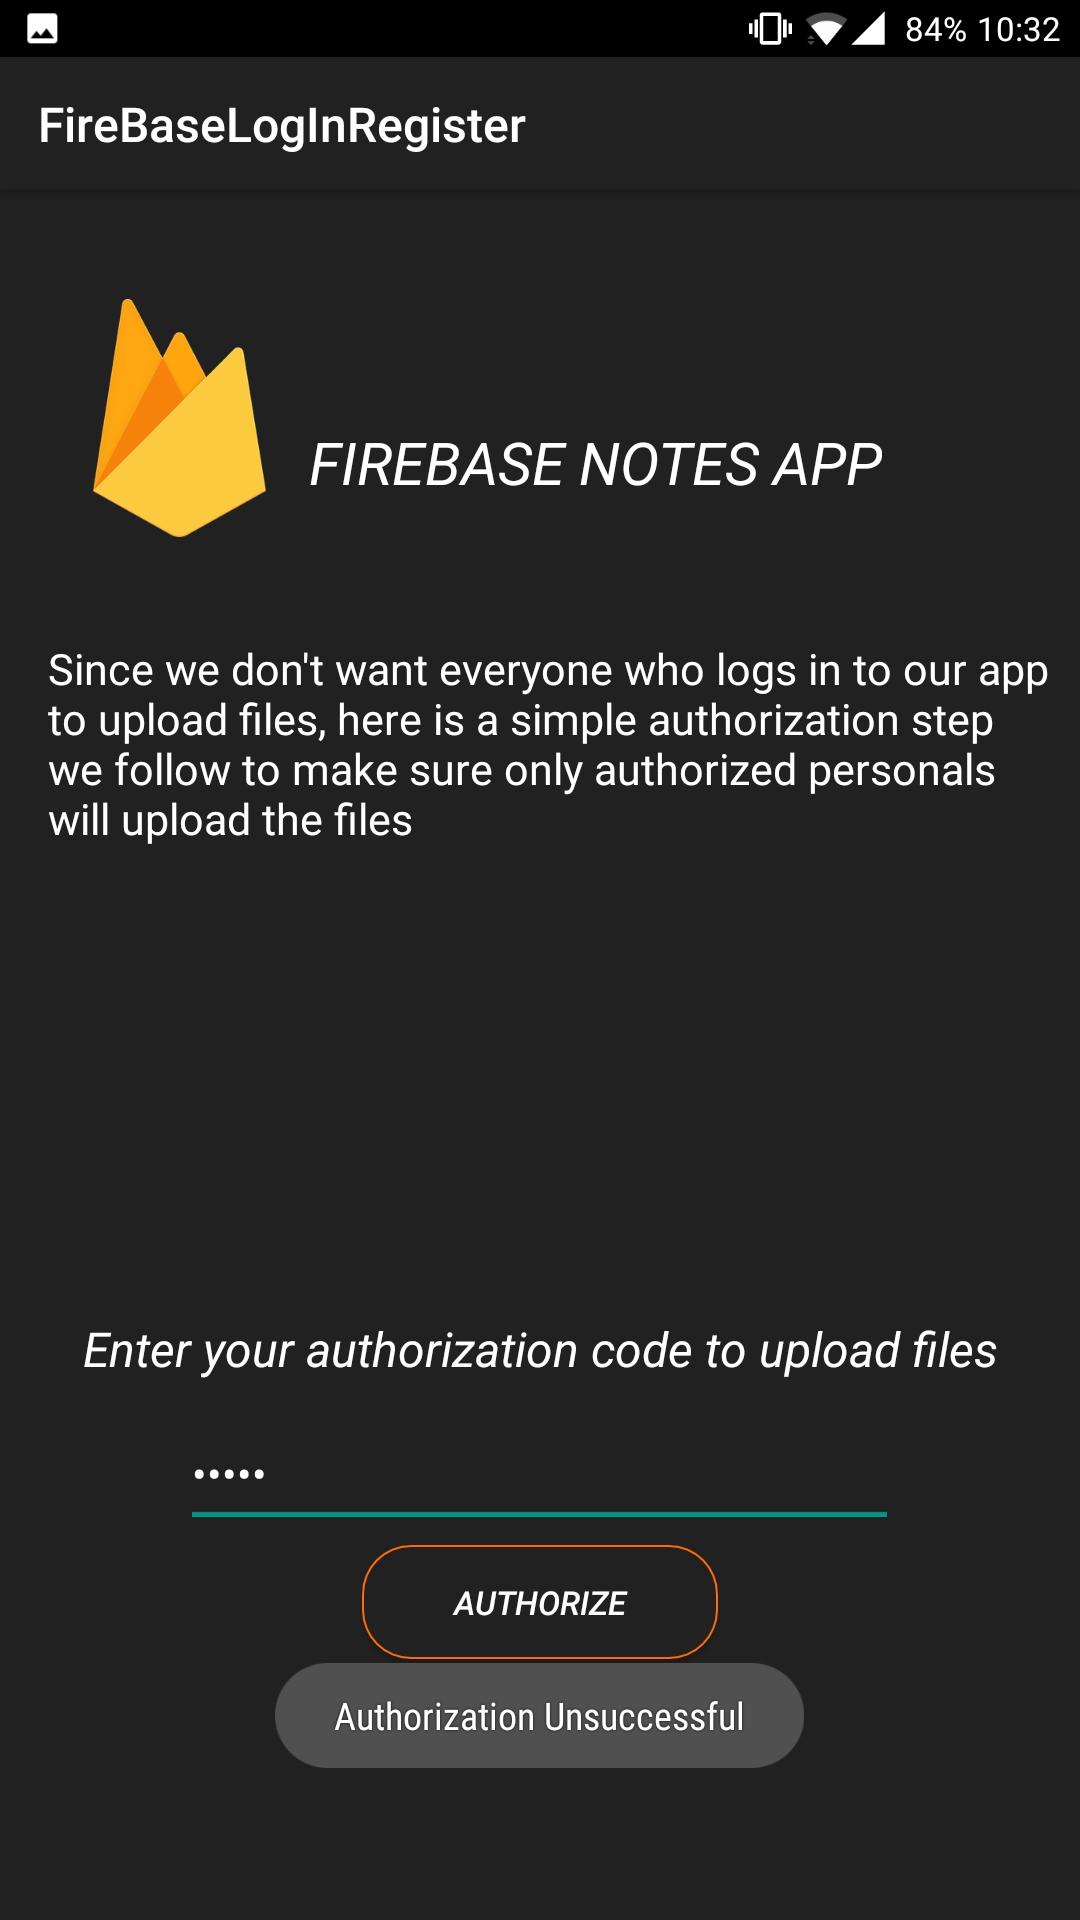 84% 10:32
FireBaseLogInRegister
FIREBASE NOTES APP
Since we don't want everyone who logs in to our app
to upload files, here is a simple authorization step
we follow to make sure only authorized personals
will upload the files
Enter your authorization code to upload files
•••••
AUTHORIZE
Authorization Unsuccessful